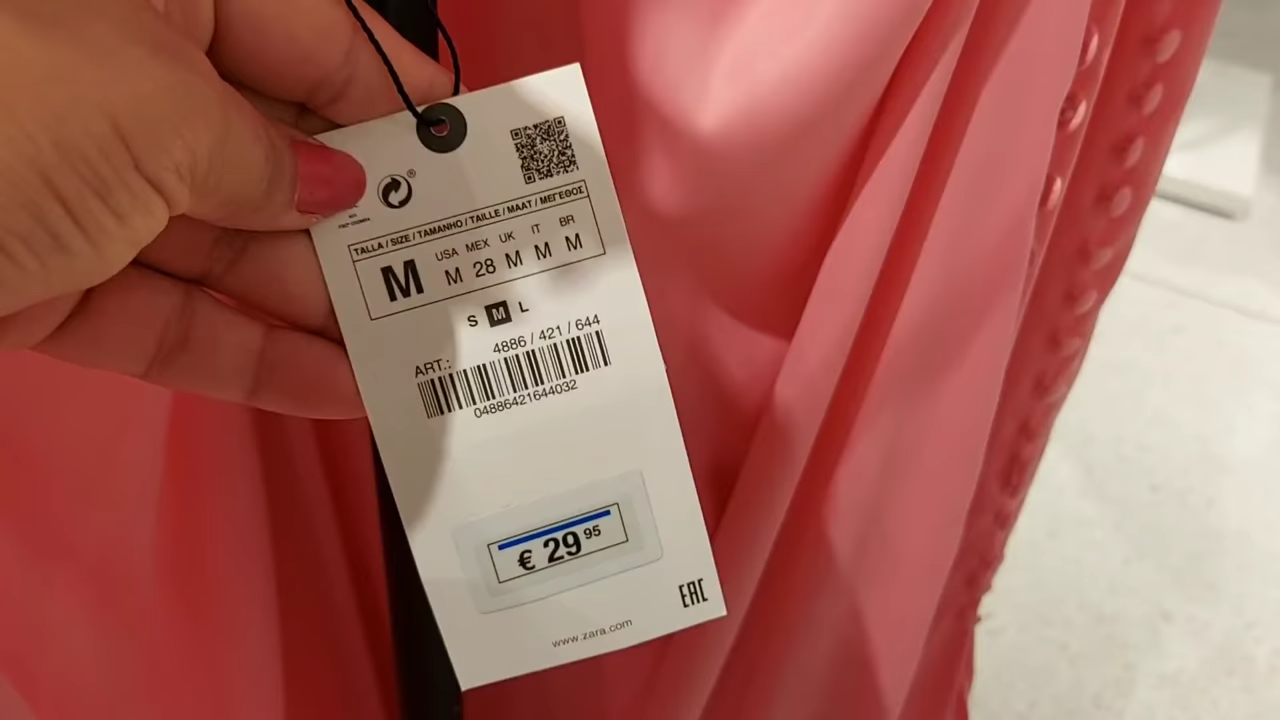 ®
TALLA / SIZE / TAMANHO / TAILLE / MAAT / ΜΕΓΕΘΟΣ
M
USA MEX UK IT BR
M 28 M M M
S M L
ART.: 4886 / 421 / 644
04886421644032
€ 29 95
EAC
www.zara.com